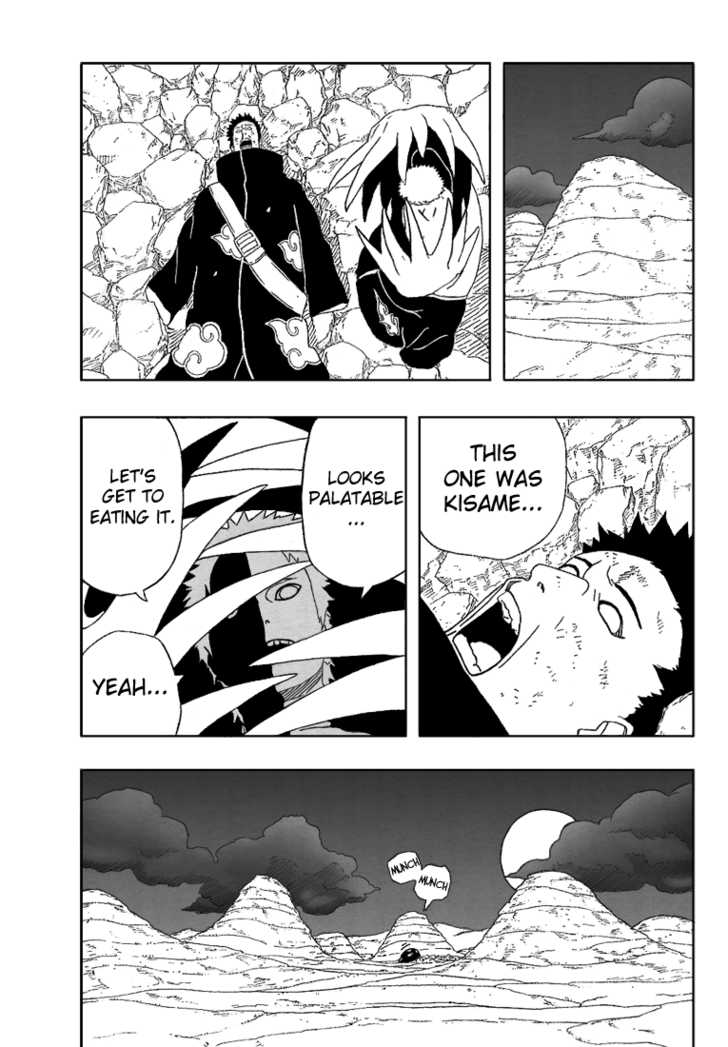 THIS
ONE WAS
KISAME...
LOOKS
PALATABLE
...
LET'S
GET TO
EATING IT.
YEAH...
MUNCH
MUNCH